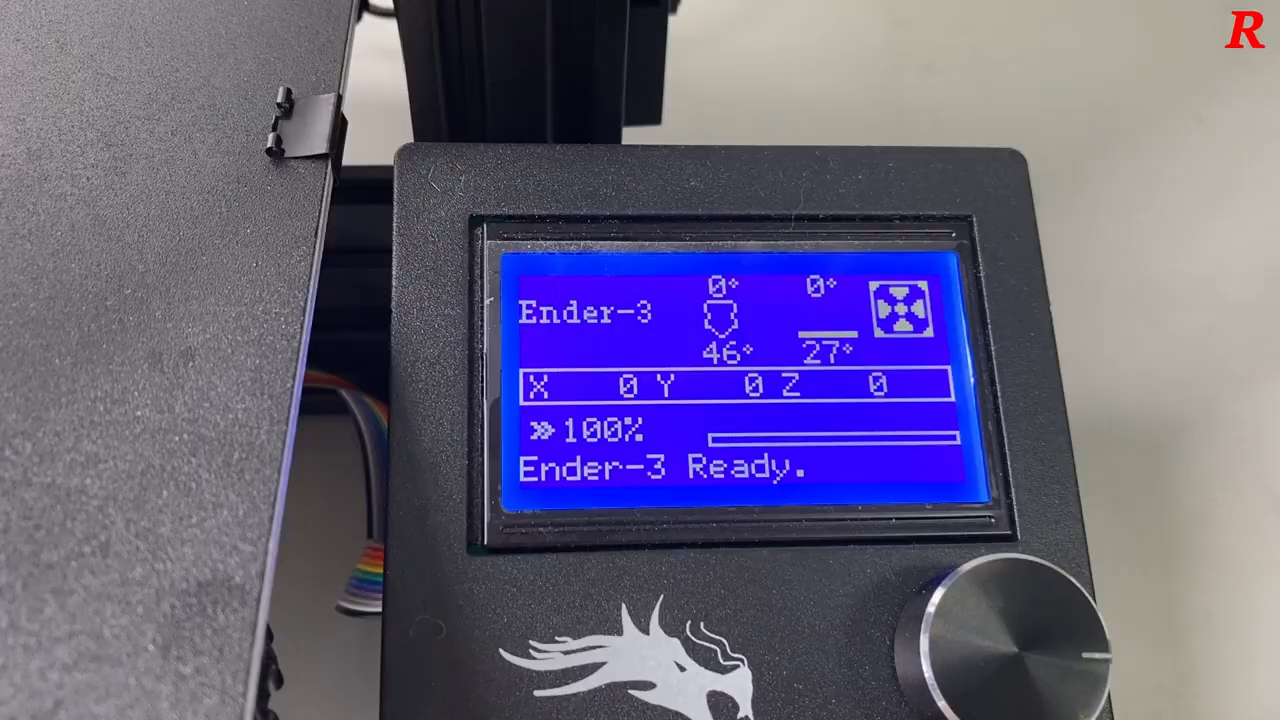 R
0° 0°
Ender-3
46° 27°
X 0 Y 0 Z 0
»100%
Ender-3 Ready.